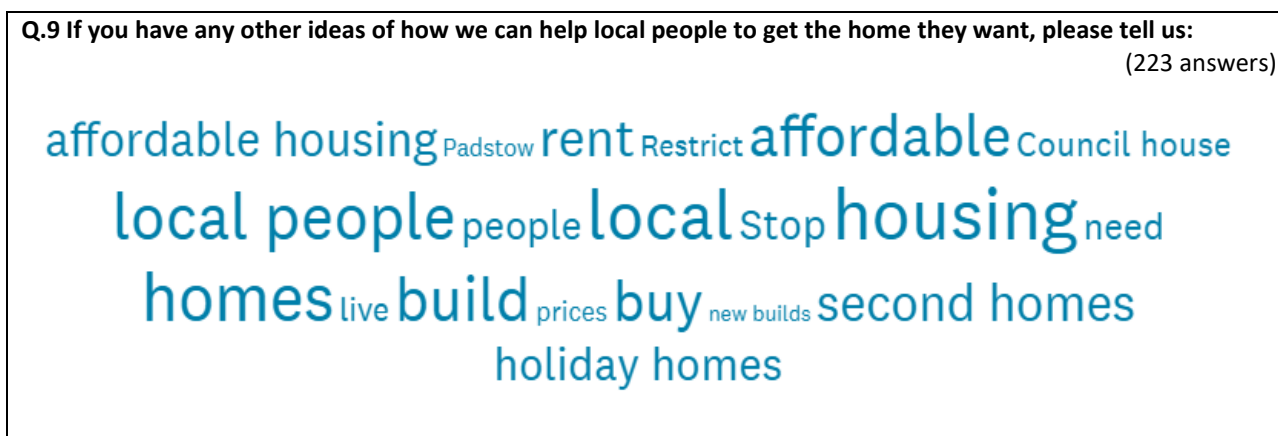 Q.9 If you have any other ideas of how we can help local people to get the home they want, please tell us:
(223 answers)
affordable housing Padstow rent Restrict affordable Council house
local people people local Stop housing need
homes live build prices buy new builds second homes
holiday homes